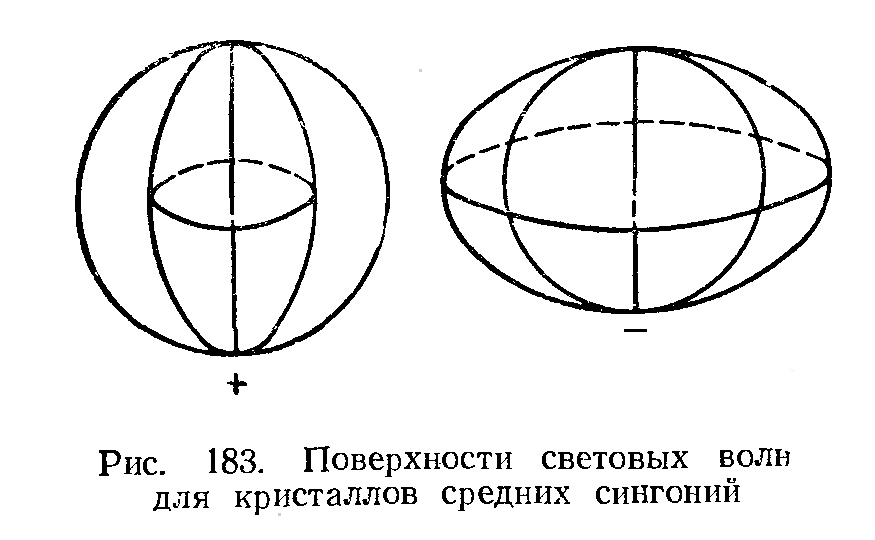 + −
Рис. 183. Поверхности световых волн
для кристаллов средних сингоний